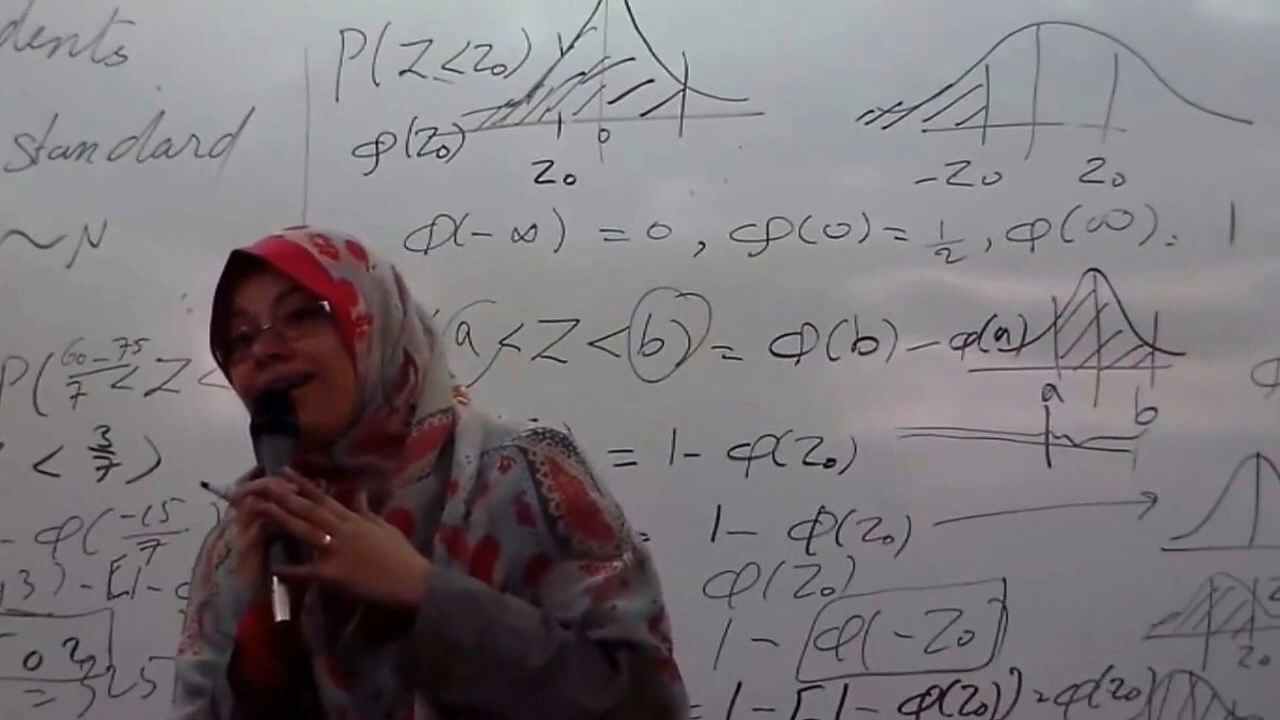 dents
standard
~N
P(60-75/7 < Z <
< 3/7)
- φ(-15/7
,3) - [1 -
P(Z < Z₀)
φ(Z₀)
0
Z₀
-Z₀ Z₀
φ(-∞) = 0, φ(0) = 1/2, φ(∞) = 1
a < Z < b) = φ(b) - φ(a)
a b
= 1 - φ(Z₀)
= 1 - φ(Z₀)
φ(Z₀)
1 - φ(-Z₀)
= 1 - [1 - φ(Z₀)] = φ(Z₀)
Z₀